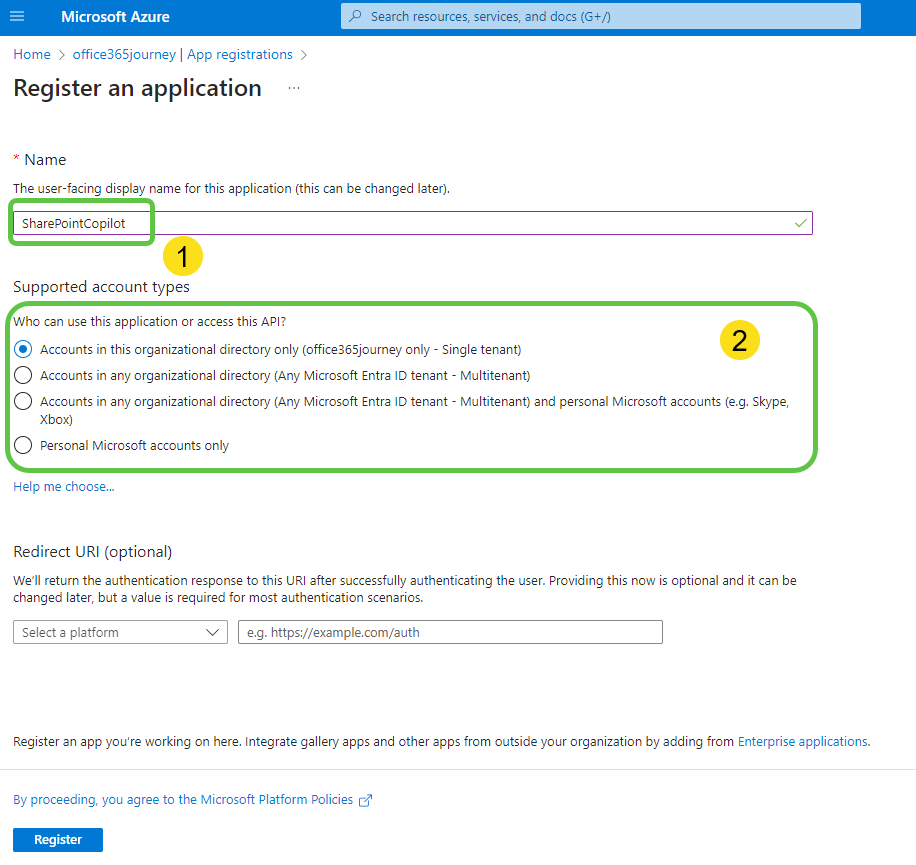 Microsoft Azure
Search resources, services, and docs (G+/)
Home > office365journey | App registrations >
Register an application ...
* Name
The user-facing display name for this application (this can be changed later).
SharePointCopilot
1
Supported account types
Who can use this application or access this API?
2
Accounts in this organizational directory only (office365journey only - Single tenant)
Accounts in any organizational directory (Any Microsoft Entra ID tenant - Multitenant)
Accounts in any organizational directory (Any Microsoft Entra ID tenant - Multitenant) and personal Microsoft accounts (e.g. Skype,
Xbox)
Personal Microsoft accounts only
Help me choose...
Redirect URI (optional)
We'll return the authentication response to this URI after successfully authenticating the user. Providing this now is optional and it can be
changed later, but a value is required for most authentication scenarios.
Select a platform
e.g. https://example.com/auth
Register an app you're working on here. Integrate gallery apps and other apps from outside your organization by adding from Enterprise applications.
By proceeding, you agree to the Microsoft Platform Policies
Register